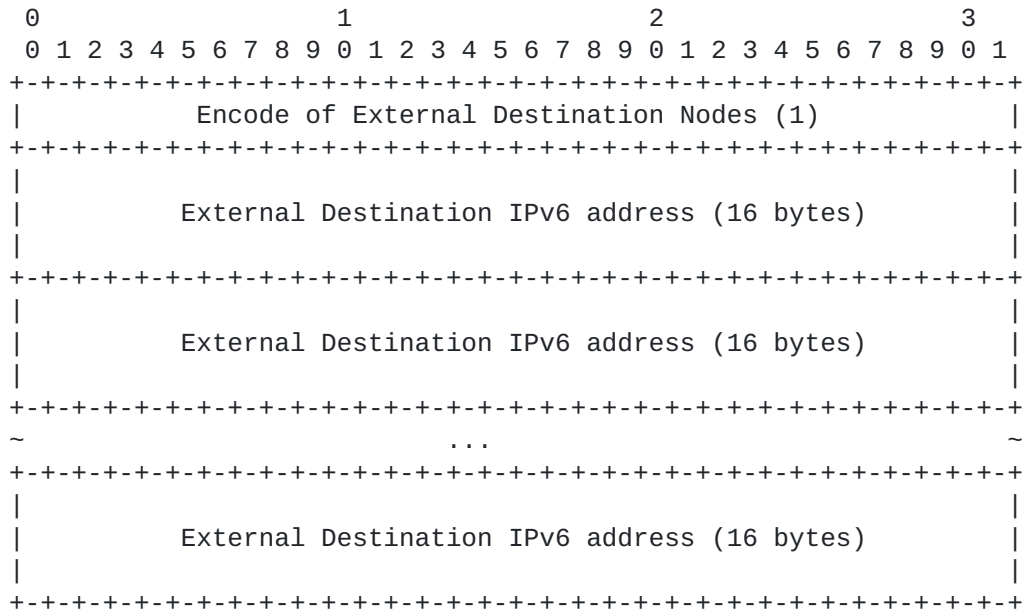 0                   1                   2                   3
 0 1 2 3 4 5 6 7 8 9 0 1 2 3 4 5 6 7 8 9 0 1 2 3 4 5 6 7 8 9 0 1
+-+-+-+-+-+-+-+-+-+-+-+-+-+-+-+-+-+-+-+-+-+-+-+-+-+-+-+-+-+-+-+-+
|           Encode of External Destination Nodes (1)            |
+-+-+-+-+-+-+-+-+-+-+-+-+-+-+-+-+-+-+-+-+-+-+-+-+-+-+-+-+-+-+-+-+
|                                                               |
|          External Destination IPv6 address (16 bytes)         |
|                                                               |
+-+-+-+-+-+-+-+-+-+-+-+-+-+-+-+-+-+-+-+-+-+-+-+-+-+-+-+-+-+-+-+-+
|                                                               |
|          External Destination IPv6 address (16 bytes)         |
|                                                               |
+-+-+-+-+-+-+-+-+-+-+-+-+-+-+-+-+-+-+-+-+-+-+-+-+-+-+-+-+-+-+-+-+
~                           ...                                 ~
+-+-+-+-+-+-+-+-+-+-+-+-+-+-+-+-+-+-+-+-+-+-+-+-+-+-+-+-+-+-+-+-+
|                                                               |
|          External Destination IPv6 address (16 bytes)         |
|                                                               |
+-+-+-+-+-+-+-+-+-+-+-+-+-+-+-+-+-+-+-+-+-+-+-+-+-+-+-+-+-+-+-+-+